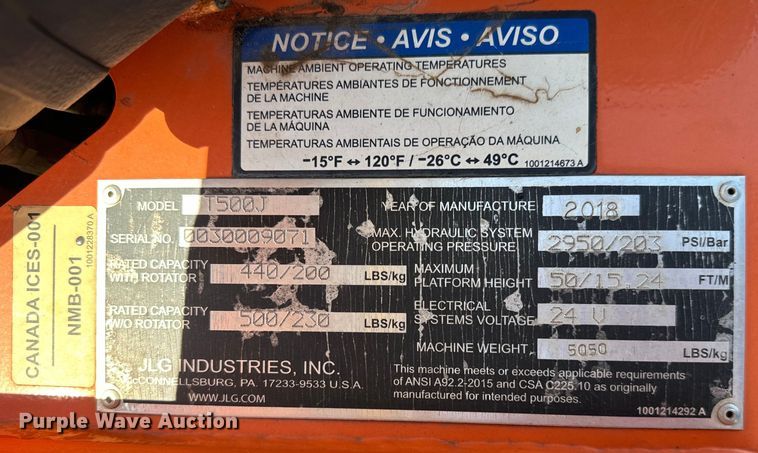 NOTICE • AVIS • AVISO
MACHINE AMBIENT OPERATING TEMPERATURES
TEMPÉRATURES AMBIANTES DE FONCTIONNEMENT
DE LA MACHINE
TEMPERATURAS AMBIENTE DE FUNCIONAMIENTO
DE LA MÁQUINA
TEMPERATURAS AMBIENTAIS DE OPERAÇÃO DA MÁQUINA
–15°F ↔ 120°F / –26°C ↔ 49°C 1001214673 A
CANADA ICES-001
NMB-001
1001228370 A
MODEL T500J
SERIAL NO. 0030009071
RATED CAPACITY
WITH ROTATOR 440/200 LBS/kg
RATED CAPACITY
W/O ROTATOR 500/230 LBS/kg
JLG INDUSTRIES, INC.
McCONNELLSBURG, PA. 17233-9533 U.S.A.
WWW.JLG.COM
YEAR OF MANUFACTURE 2018
MAX. HYDRAULIC SYSTEM
OPERATING PRESSURE 2950/203 PSI/Bar
MAXIMUM
PLATFORM HEIGHT 50/15.24 FT/M
ELECTRICAL
SYSTEMS VOLTAGE 24 V
MACHINE WEIGHT 5050 LBS/kg
This machine meets or exceeds applicable requirements
of ANSI A92.2-2015 and CSA C225.10 as originally
manufactured for intended purposes.
1001214292 A
Purple Wave Auction